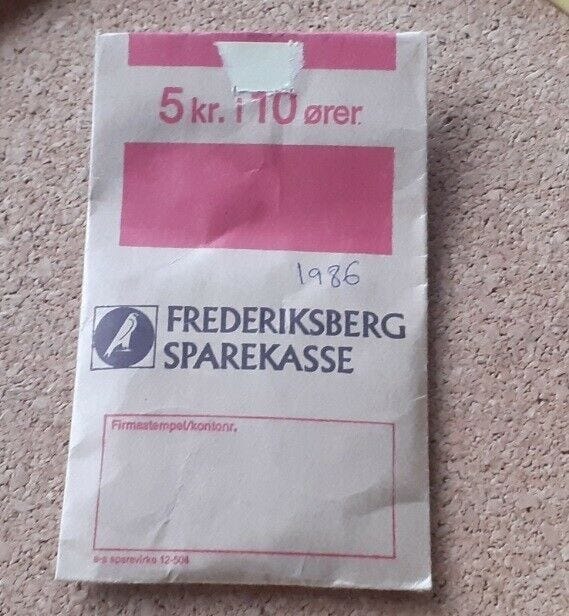 5 kr. i 10 ører
1986
FREDERIKSBERG
SPAREKASSE
Firmastempel/kontonr.
a-s sparevirke 12-508